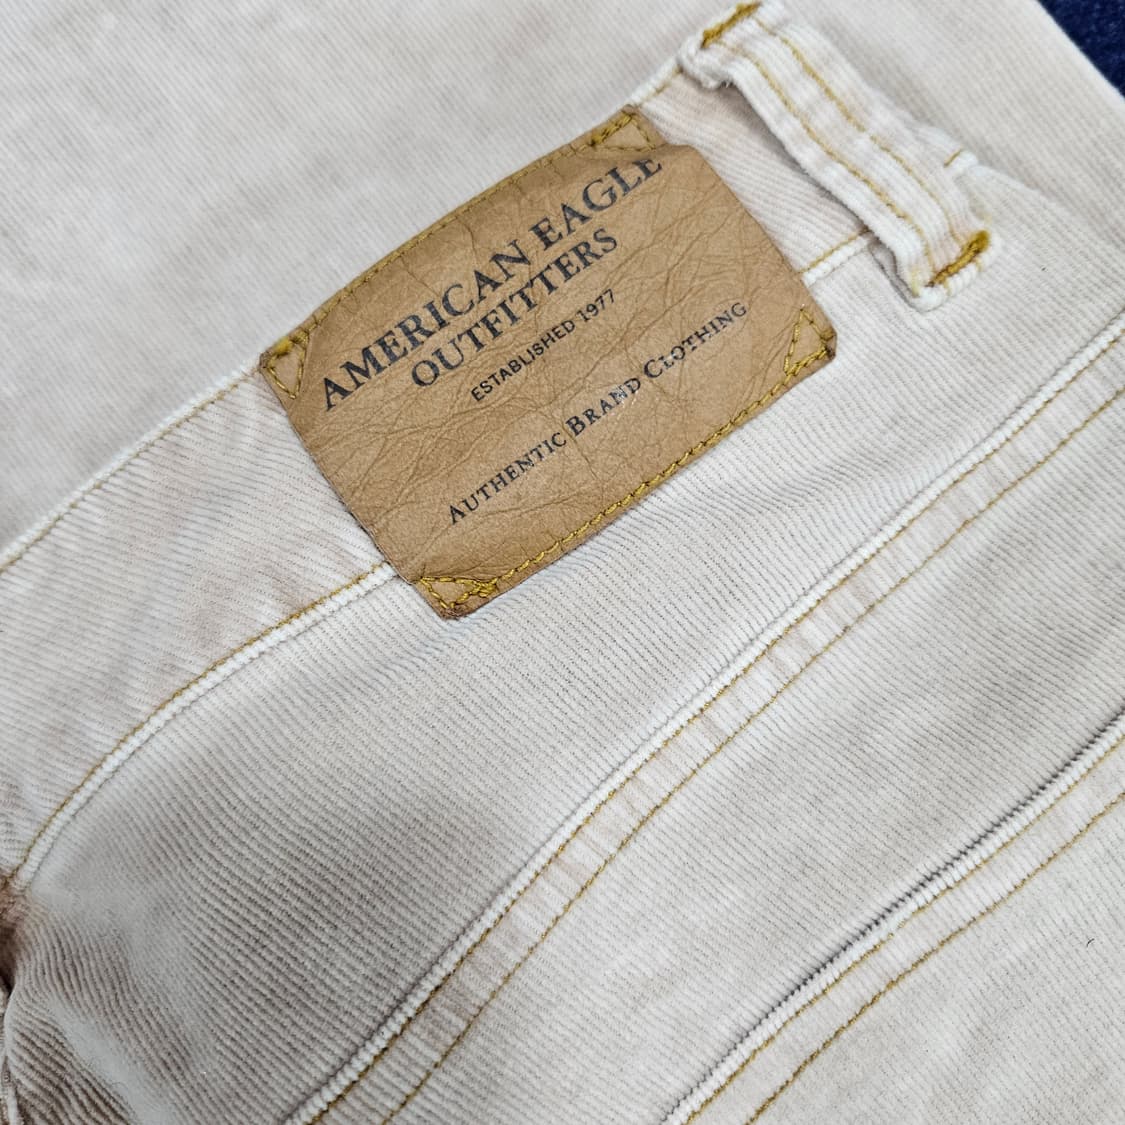 AMERICAN EAGLE
OUTFITTERS
ESTABLISHED 1977
AUTHENTIC BRAND CLOTHING